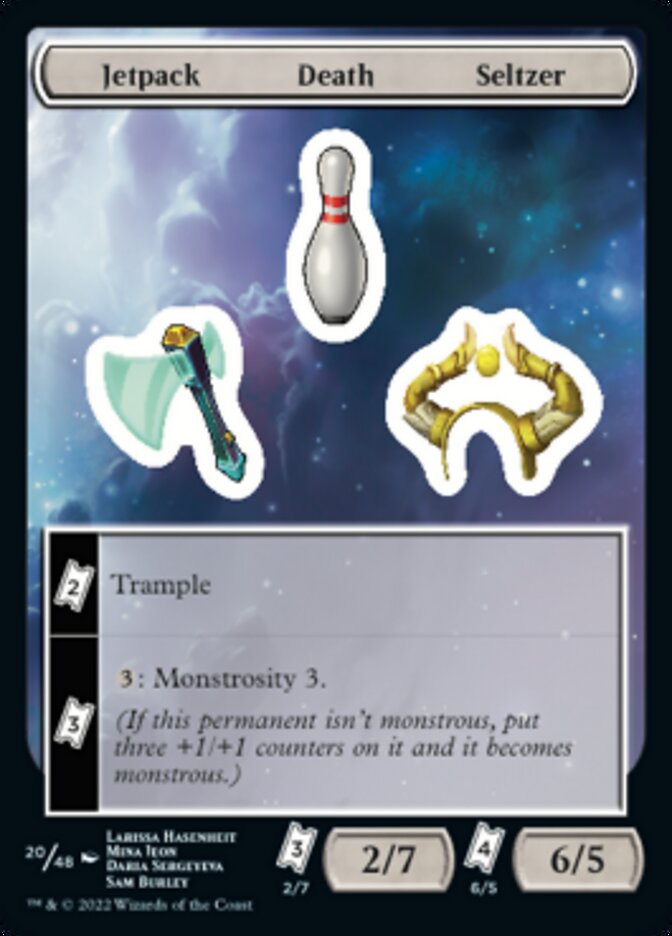 Jetpack Death Seltzer
2 Trample
3: Monstrosity 3.
3 (If this permanent isn't monstrous, put
three +1/+1 counters on it and it becomes
monstrous.)
20/48 Larissa Hasenheit
Mina Jeon
Daria Sergeyeva
Sam Burley
3 2/7 4 6/5
2/7 6/5
™ & © 2022 Wizards of the Coast